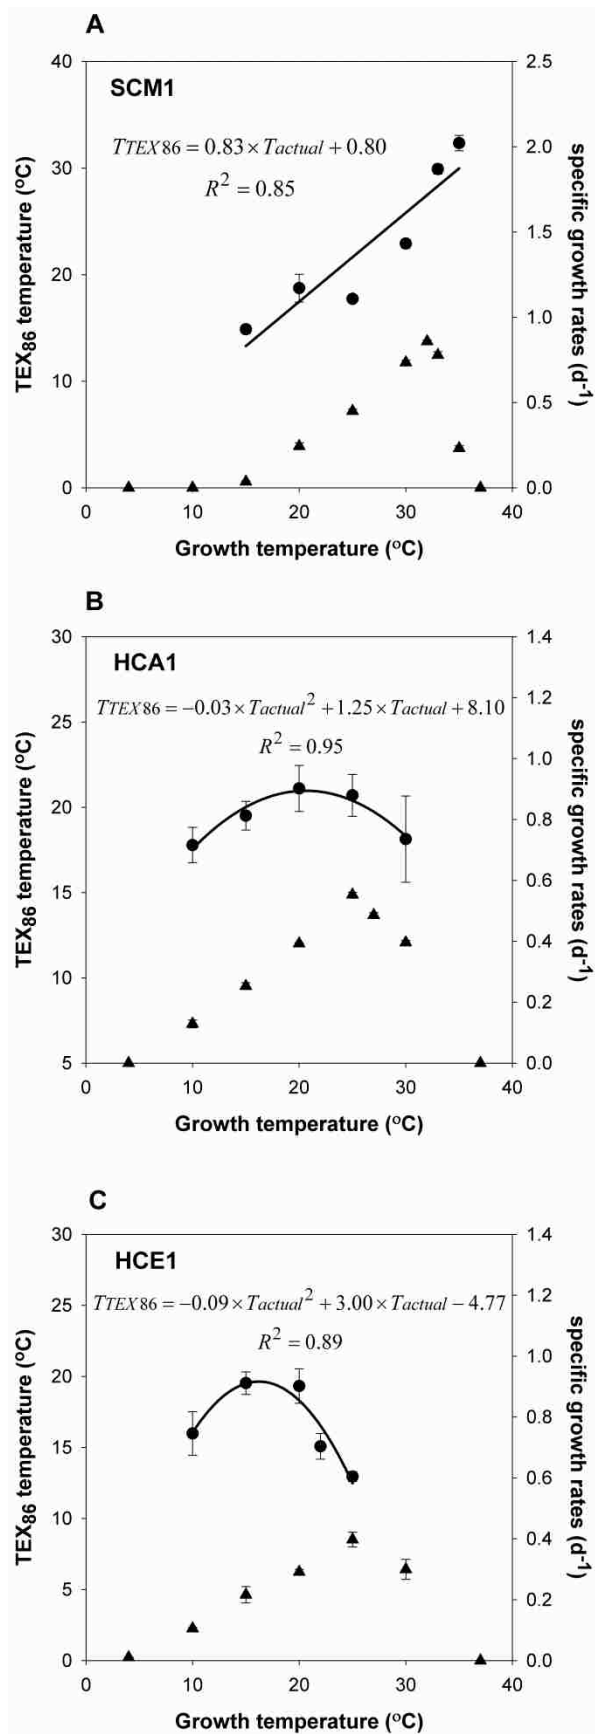 A
SCM1
TTEX86 = 0.83 × Tactual + 0.80
R² = 0.85
40
30
20
10
0
2.5
2.0
1.5
1.0
0.5
0.0
0 10 20 30 40
TEX86 temperature (ºC)
specific growth rates (d-1)
Growth temperature (ºC)
B
HCA1
TTEX86 = −0.03 × Tactual² + 1.25 × Tactual + 8.10
R² = 0.95
30
25
20
15
10
5
1.4
1.2
1.0
0.8
0.6
0.4
0.2
0.0
0 10 20 30 40
TEX86 temperature (ºC)
specific growth rates (d-1)
Growth temperature (ºC)
C
HCE1
TTEX86 = −0.09 × Tactual² + 3.00 × Tactual − 4.77
R² = 0.89
30
25
20
15
10
5
0
1.4
1.2
1.0
0.8
0.6
0.4
0.2
0.0
0 10 20 30 40
TEX86 temperature (ºC)
specific growth rates (d-1)
Growth temperature (ºC)